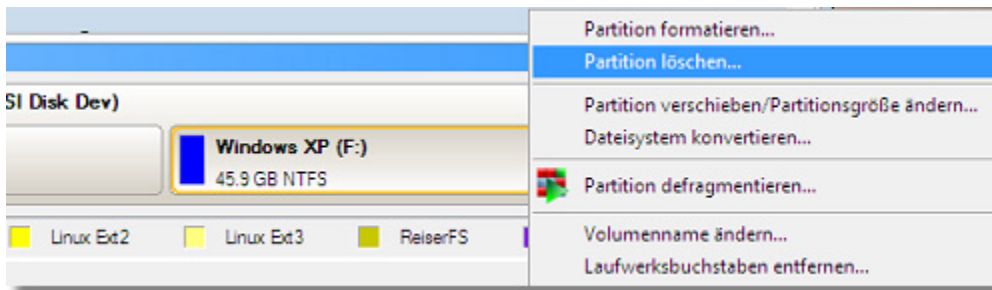 SI Disk Dev)
Windows XP (F:)
45.9 GB NTFS
Linux Ext2 Linux Ext3 ReiserFS
Partition formatieren...
Partition löschen...
Partition verschieben/Partitionsgröße ändern...
Dateisystem konvertieren...
Partition defragmentieren...
Volumenname ändern...
Laufwerksbuchstaben entfernen...